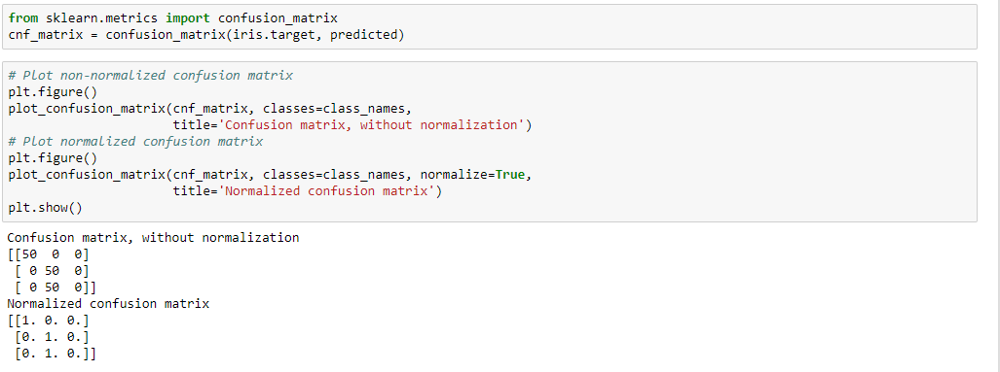 from sklearn.metrics import confusion_matrix
cnf_matrix = confusion_matrix(iris.target, predicted)
# Plot non-normalized confusion matrix
plt.figure()
plot_confusion_matrix(cnf_matrix, classes=class_names,
                      title='Confusion matrix, without normalization')
# Plot normalized confusion matrix
plt.figure()
plot_confusion_matrix(cnf_matrix, classes=class_names, normalize=True,
                      title='Normalized confusion matrix')
plt.show()
Confusion matrix, without normalization
[[50  0  0]
 [ 0 50  0]
 [ 0 50  0]]
Normalized confusion matrix
[[1. 0. 0.]
 [0. 1. 0.]
 [0. 1. 0.]]